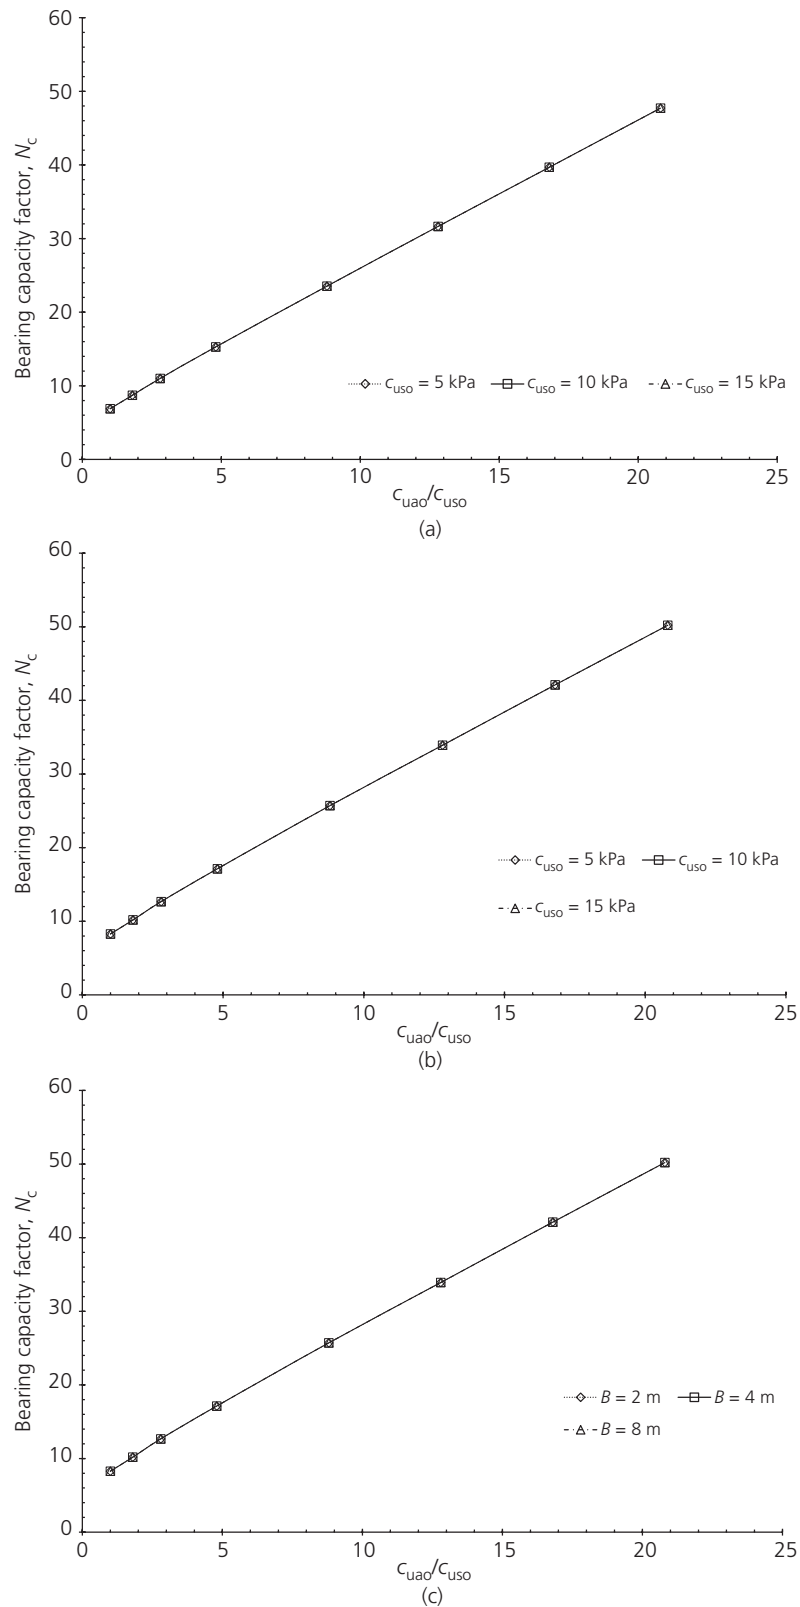 60
50
40
30
20
10
0
Bearing capacity factor, Nc
cuso = 5 kPa cuso = 10 kPa cuso = 15 kPa
0 5 10 15 20 25
cuao/cuso
(a)
60
50
40
30
20
10
0
Bearing capacity factor, Nc
cuso = 5 kPa cuso = 10 kPa
cuso = 15 kPa
0 5 10 15 20 25
cuao/cuso
(b)
60
50
40
30
20
10
0
Bearing capacity factor, Nc
B = 2 m B = 4 m
B = 8 m
0 5 10 15 20 25
cuao/cuso
(c)